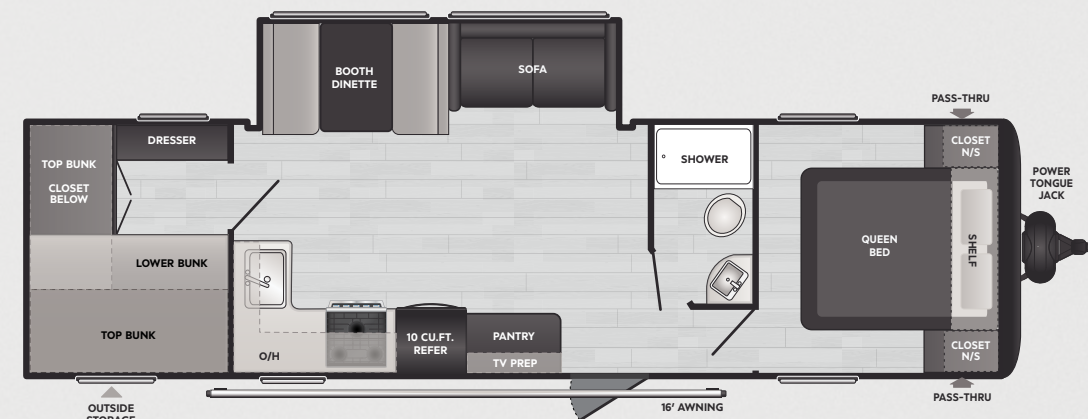 BOOTH
DINETTE
SOFA
PASS-THRU
DRESSER
TOP BUNK
CLOSET
BELOW
SHOWER
CLOSET
N/S
POWER
TONGUE
JACK
QUEEN
BED
SHELF
LOWER BUNK
TOP BUNK
O/H
10 CU.FT.
REFER
PANTRY
TV PREP
CLOSET
N/S
PASS-THRU
16' AWNING
OUTSIDE
STORAGE